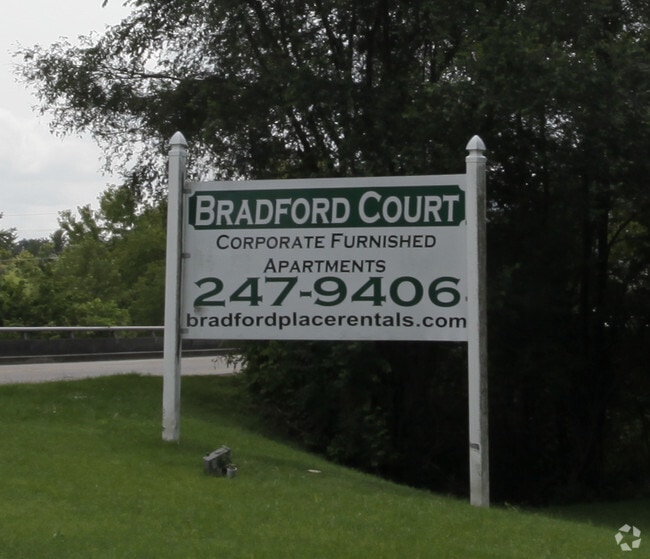 BRADFORD COURT
CORPORATE FURNISHED
APARTMENTS
247-9406
bradfordplacerentals.com